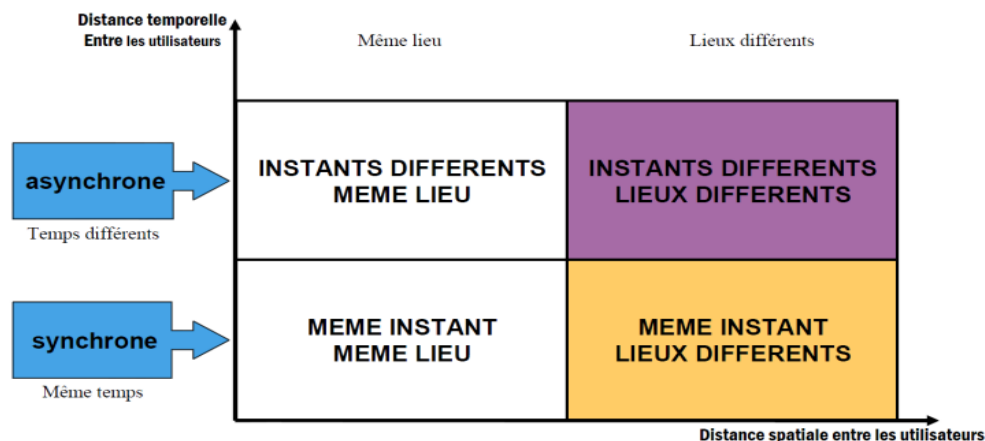 Distance temporelle
Entre les utilisateurs
Même lieu
Lieux différents
asynchrone
Temps différents
INSTANTS DIFFERENTS
MEME LIEU
INSTANTS DIFFERENTS
LIEUX DIFFERENTS
synchrone
Même temps
MEME INSTANT
MEME LIEU
MEME INSTANT
LIEUX DIFFERENTS
Distance spatiale entre les utilisateurs